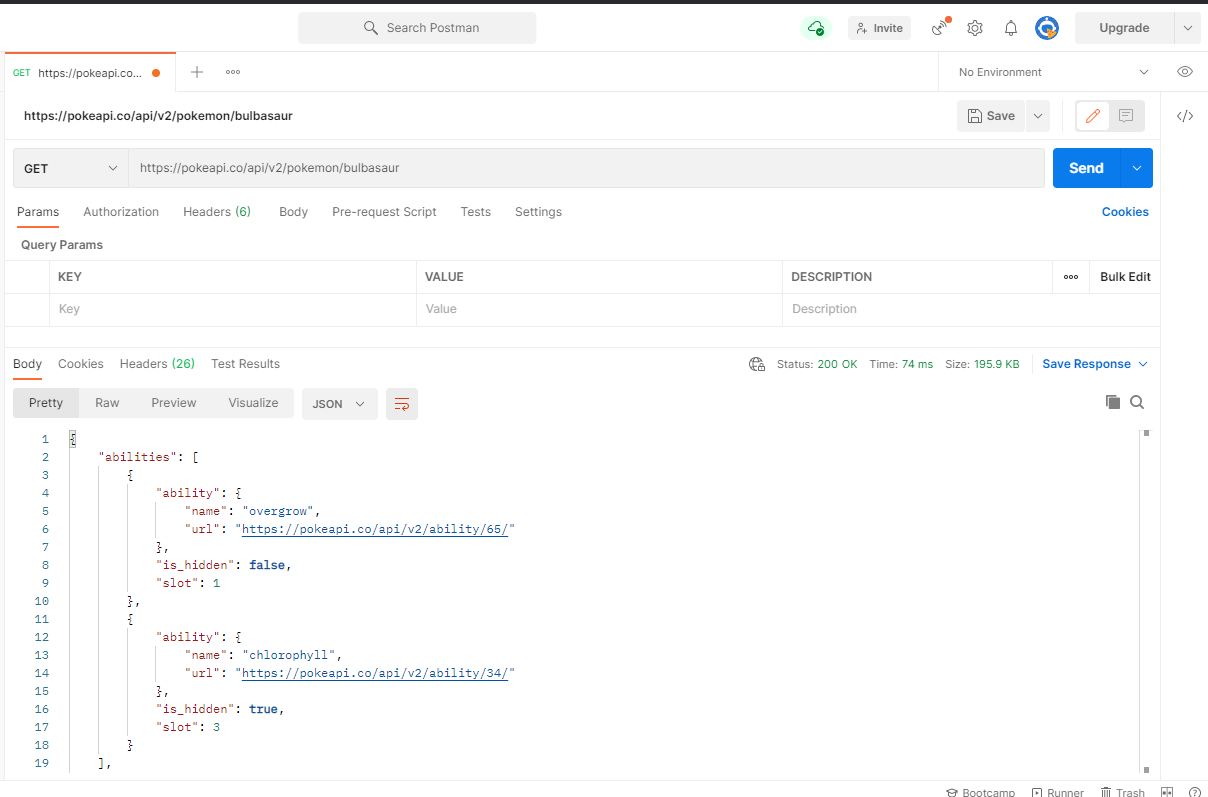 Search Postman
Invite
Upgrade
GET https://pokeapi.co...
No Environment
https://pokeapi.co/api/v2/pokemon/bulbasaur
Save
GET
https://pokeapi.co/api/v2/pokemon/bulbasaur
Send
Params Authorization Headers (6) Body Pre-request Script Tests Settings Cookies
Query Params
KEY VALUE DESCRIPTION Bulk Edit
Key Value Description
Body Cookies Headers (26) Test Results Status: 200 OK Time: 74 ms Size: 195.9 KB Save Response
Pretty Raw Preview Visualize JSON
1 {
2 "abilities": [
3 {
4 "ability": {
5 "name": "overgrow",
6 "url": "https://pokeapi.co/api/v2/ability/65/"
7 },
8 "is_hidden": false,
9 "slot": 1
10 },
11 {
12 "ability": {
13 "name": "chlorophyll",
14 "url": "https://pokeapi.co/api/v2/ability/34/"
15 },
16 "is_hidden": true,
17 "slot": 3
18 }
19 ],
Bootcamp Runner Trash